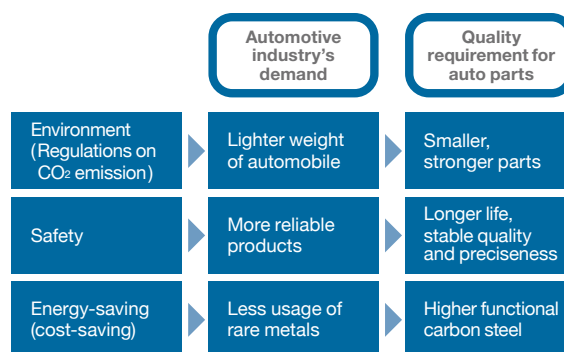 Automotive
industry's
demand
Quality
requirement for
auto parts
Environment
(Regulations on
CO₂ emission)
Lighter weight
of automobile
Smaller,
stronger parts
Safety
More reliable
products
Longer life,
stable quality
and preciseness
Energy-saving
(cost-saving)
Less usage of
rare metals
Higher functional
carbon steel